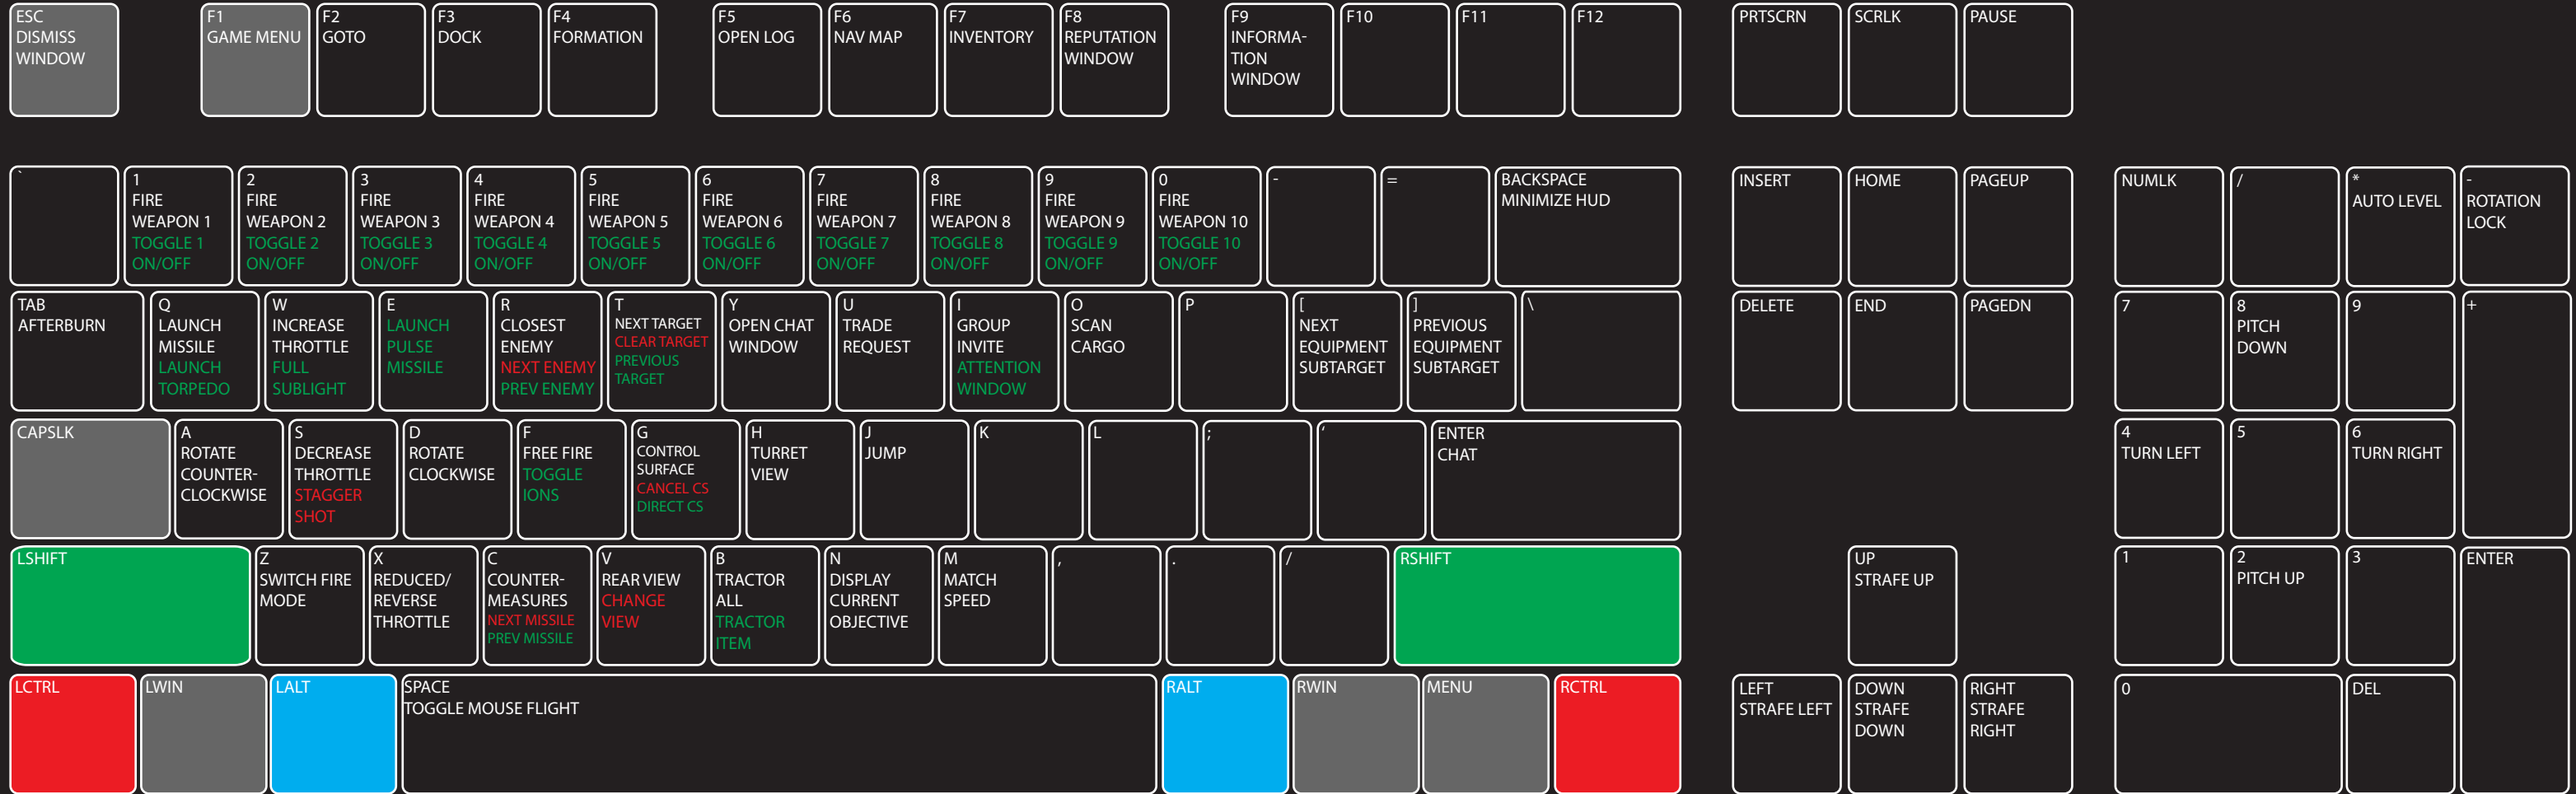 ESC
DISMISS
WINDOW
F1
GAME MENU
F2
GOTO
F3
DOCK
F4
FORMATION
F5
OPEN LOG
F6
NAV MAP
F7
INVENTORY
F8
REPUTATION
WINDOW
F9
INFORMA-
TION
WINDOW
F10
F11
F12
PRTSCRN
SCRLK
PAUSE
`
1
FIRE
WEAPON 1
TOGGLE 1
ON/OFF
2
FIRE
WEAPON 2
TOGGLE 2
ON/OFF
3
FIRE
WEAPON 3
TOGGLE 3
ON/OFF
4
FIRE
WEAPON 4
TOGGLE 4
ON/OFF
5
FIRE
WEAPON 5
TOGGLE 5
ON/OFF
6
FIRE
WEAPON 6
TOGGLE 6
ON/OFF
7
FIRE
WEAPON 7
TOGGLE 7
ON/OFF
8
FIRE
WEAPON 8
TOGGLE 8
ON/OFF
9
FIRE
WEAPON 9
TOGGLE 9
ON/OFF
0
FIRE
WEAPON 10
TOGGLE 10
ON/OFF
-
=
BACKSPACE
MINIMIZE HUD
INSERT
HOME
PAGEUP
NUMLK
/
*
AUTO LEVEL
-
ROTATION
LOCK
TAB
AFTERBURN
Q
LAUNCH
MISSILE
LAUNCH
TORPEDO
W
INCREASE
THROTTLE
FULL
SUBLIGHT
E
LAUNCH
PULSE
MISSILE
R
CLOSEST
ENEMY
NEXT ENEMY
PREV ENEMY
T
NEXT TARGET
CLEAR TARGET
PREVIOUS
TARGET
Y
OPEN CHAT
WINDOW
U
TRADE
REQUEST
I
GROUP
INVITE
ATTENTION
WINDOW
O
SCAN
CARGO
P
[
NEXT
EQUIPMENT
SUBTARGET
]
PREVIOUS
EQUIPMENT
SUBTARGET
\
DELETE
END
PAGEDN
7
8
PITCH
DOWN
9
+
CAPSLK
A
ROTATE
COUNTER-
CLOCKWISE
S
DECREASE
THROTTLE
STAGGER
SHOT
D
ROTATE
CLOCKWISE
F
FREE FIRE
TOGGLE
IONS
G
CONTROL
SURFACE
CANCEL CS
DIRECT CS
H
TURRET
VIEW
J
JUMP
K
L
;
‘
ENTER
CHAT
4
TURN LEFT
5
6
TURN RIGHT
LSHIFT
Z
SWITCH FIRE
MODE
X
REDUCED/
REVERSE
THROTTLE
C
COUNTER-
MEASURES
NEXT MISSILE
PREV MISSILE
V
REAR VIEW
CHANGE
VIEW
B
TRACTOR
ALL
TRACTOR
ITEM
N
DISPLAY
CURRENT
OBJECTIVE
M
MATCH
SPEED
,
.
/
RSHIFT
UP
STRAFE UP
1
2
PITCH UP
3
ENTER
LCTRL
LWIN
LALT
SPACE
TOGGLE MOUSE FLIGHT
RALT
RWIN
MENU
RCTRL
LEFT
STRAFE LEFT
DOWN
STRAFE
DOWN
RIGHT
STRAFE
RIGHT
0
DEL